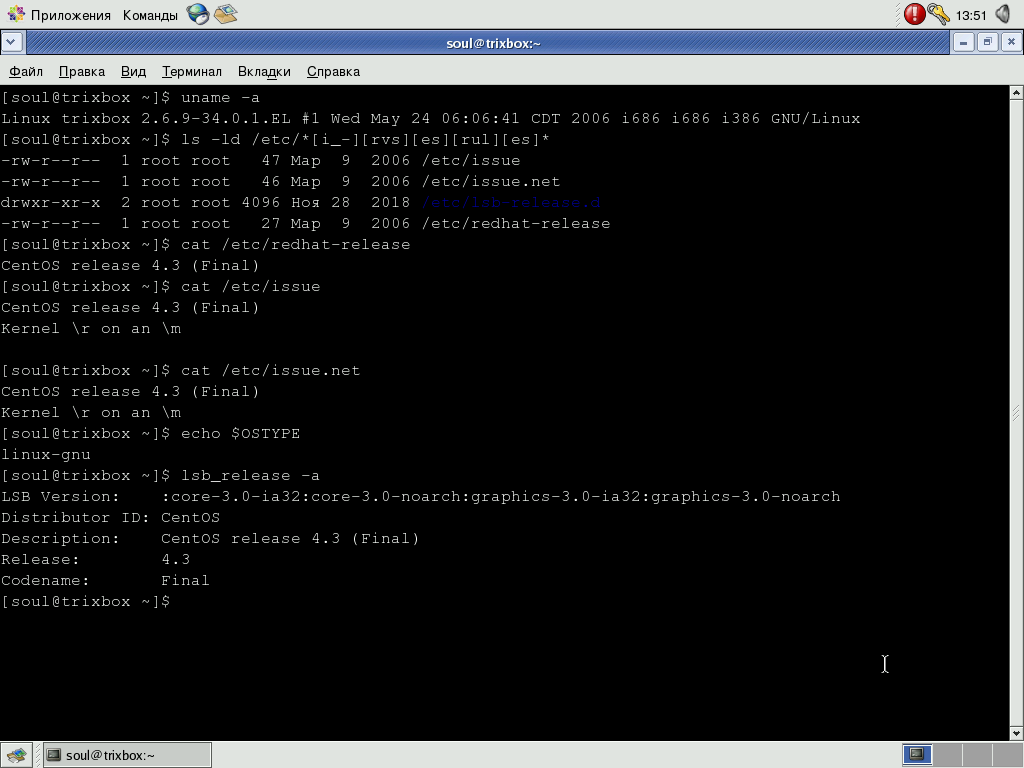 Приложения Команды 13:51
soul@trixbox:~
Файл Правка Вид Терминал Вкладки Справка
[soul@trixbox ~]$ uname -a
Linux trixbox 2.6.9-34.0.1.EL #1 Wed May 24 06:06:41 CDT 2006 i686 i686 i386 GNU/Linux
[soul@trixbox ~]$ ls -ld /etc/*[i_-][rvs][es][rul][es]*
-rw-r--r--  1 root root   47 Мар  9  2006 /etc/issue
-rw-r--r--  1 root root   46 Мар  9  2006 /etc/issue.net
drwxr-xr-x  2 root root 4096 Ноя 28  2018 /etc/lsb-release.d
-rw-r--r--  1 root root   27 Мар  9  2006 /etc/redhat-release
[soul@trixbox ~]$ cat /etc/redhat-release
CentOS release 4.3 (Final)
[soul@trixbox ~]$ cat /etc/issue
CentOS release 4.3 (Final)
Kernel \r on an \m
[soul@trixbox ~]$ cat /etc/issue.net
CentOS release 4.3 (Final)
Kernel \r on an \m
[soul@trixbox ~]$ echo $OSTYPE
linux-gnu
[soul@trixbox ~]$ lsb_release -a
LSB Version:    :core-3.0-ia32:core-3.0-noarch:graphics-3.0-ia32:graphics-3.0-noarch
Distributor ID: CentOS
Description:    CentOS release 4.3 (Final)
Release:        4.3
Codename:       Final
[soul@trixbox ~]$
soul@trixbox:~